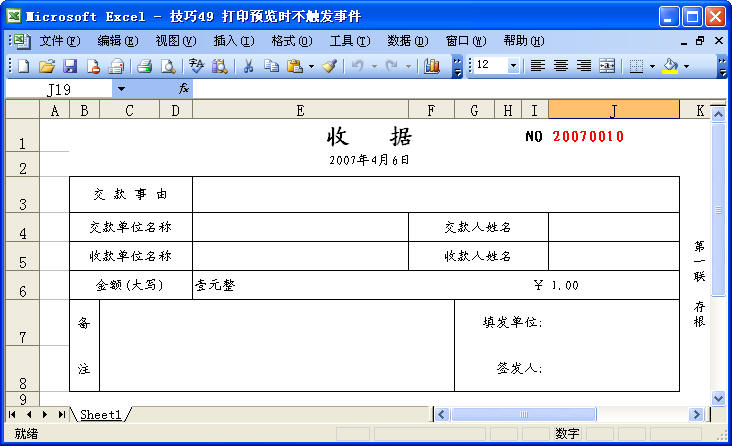 Microsoft Excel - 技巧49 打印预览时不触发事件
文件(F) 编辑(E) 视图(V) 插入(I) 格式(O) 工具(T) 数据(D) 窗口(W) 帮助(H)
12
J19 fx
A B C D E F G H I J K
1 收 据 NO 20070010
2 2007年4月6日
3 交 款 事 由
4 交款单位名称 交款人姓名
5 收款单位名称 收款人姓名
6 金额(大写) 壹元整 ￥ 1.00
7 备 填发单位:
8 注 签发人:
9
第一联 存根
Sheet1
就绪 数字